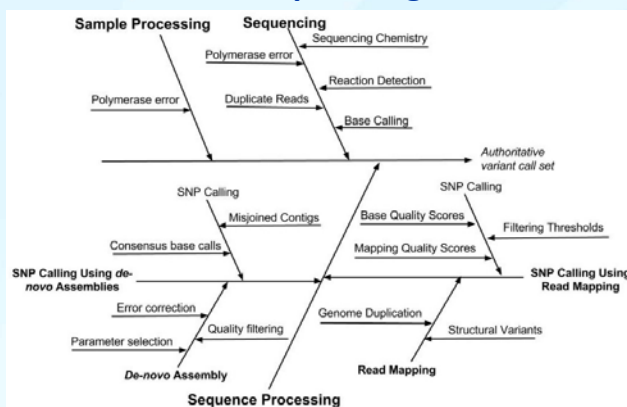 Sample Processing
Sequencing
Sequencing Chemistry
Polymerase error
Reaction Detection
Polymerase error
Duplicate Reads
Base Calling
Authoritative
variant call set
SNP Calling
SNP Calling
Misjoined Contigs
Base Quality Scores
Filtering Thresholds
Consensus base calls
Mapping Quality Scores
SNP Calling Using de-
novo Assemblies
SNP Calling Using
Read Mapping
Error correction
Genome Duplication
Quality filtering
Structural Variants
Parameter selection
De-novo Assembly
Read Mapping
Sequence Processing